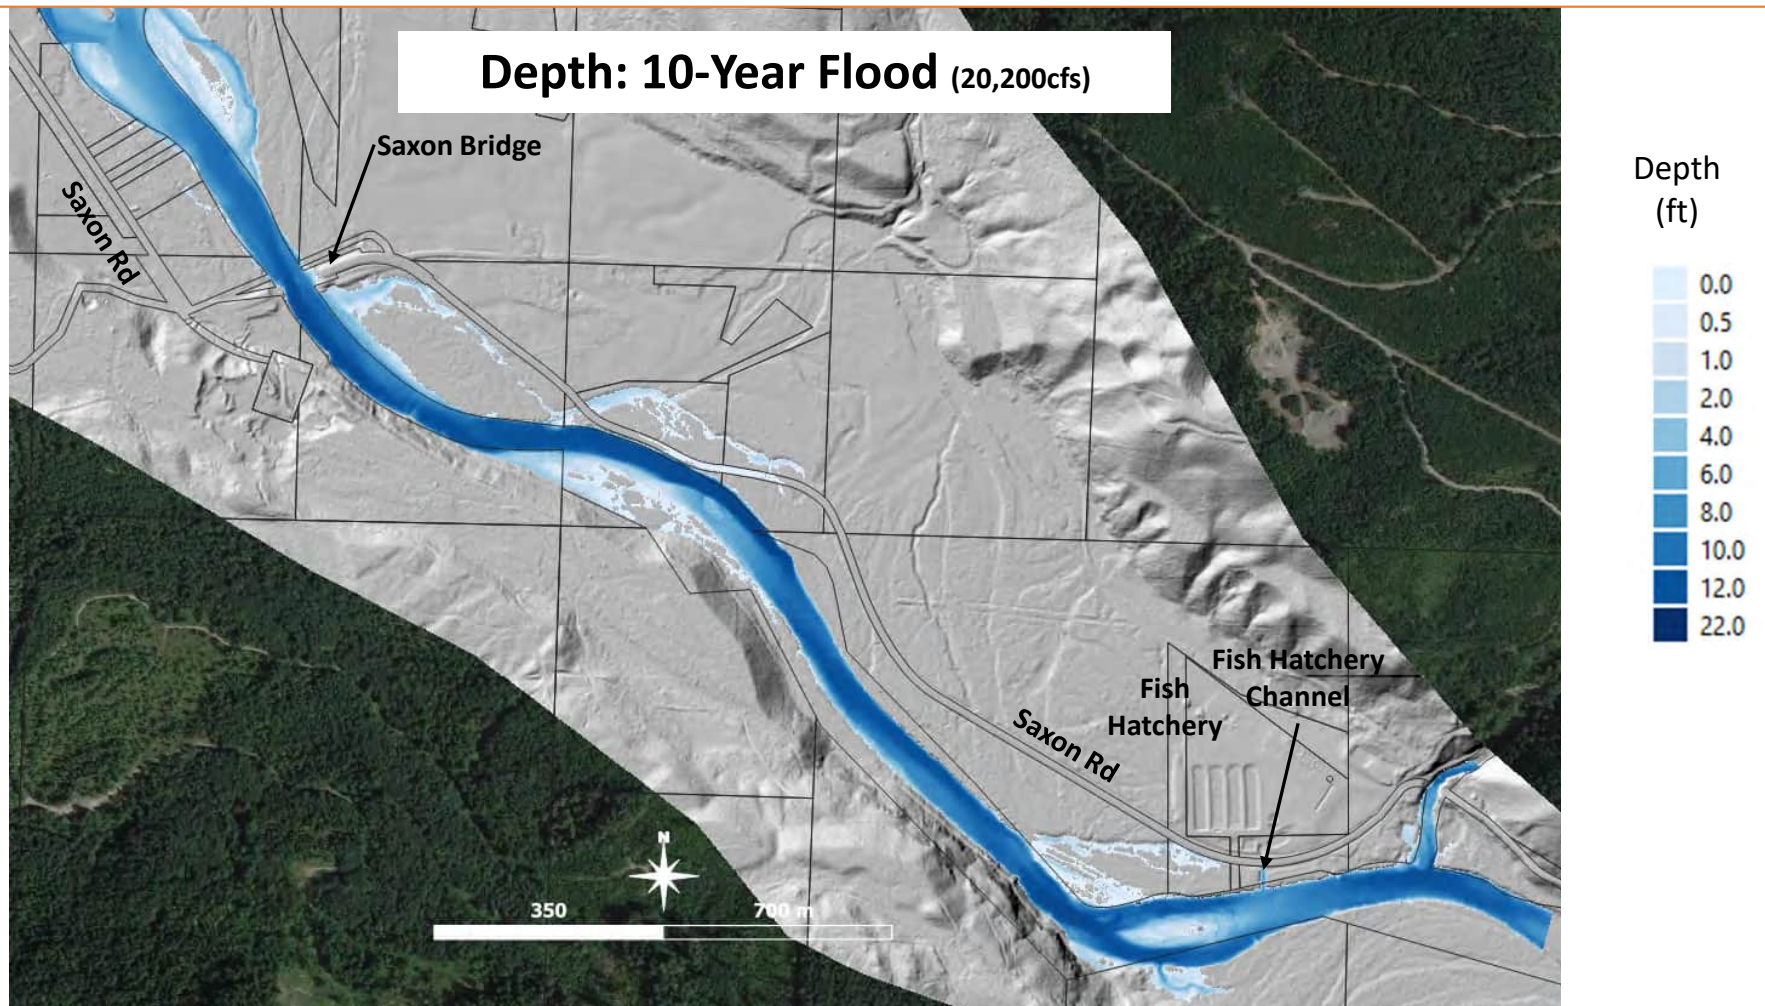 Depth: 10-Year Flood (20,200cfs)
Saxon Bridge
Saxon Rd
Depth
(ft)
0.0
0.5
1.0
2.0
4.0
6.0
8.0
10.0
12.0
22.0
Fish Hatchery
Channel
Fish
Hatchery
Saxon Rd
N
350
700 m